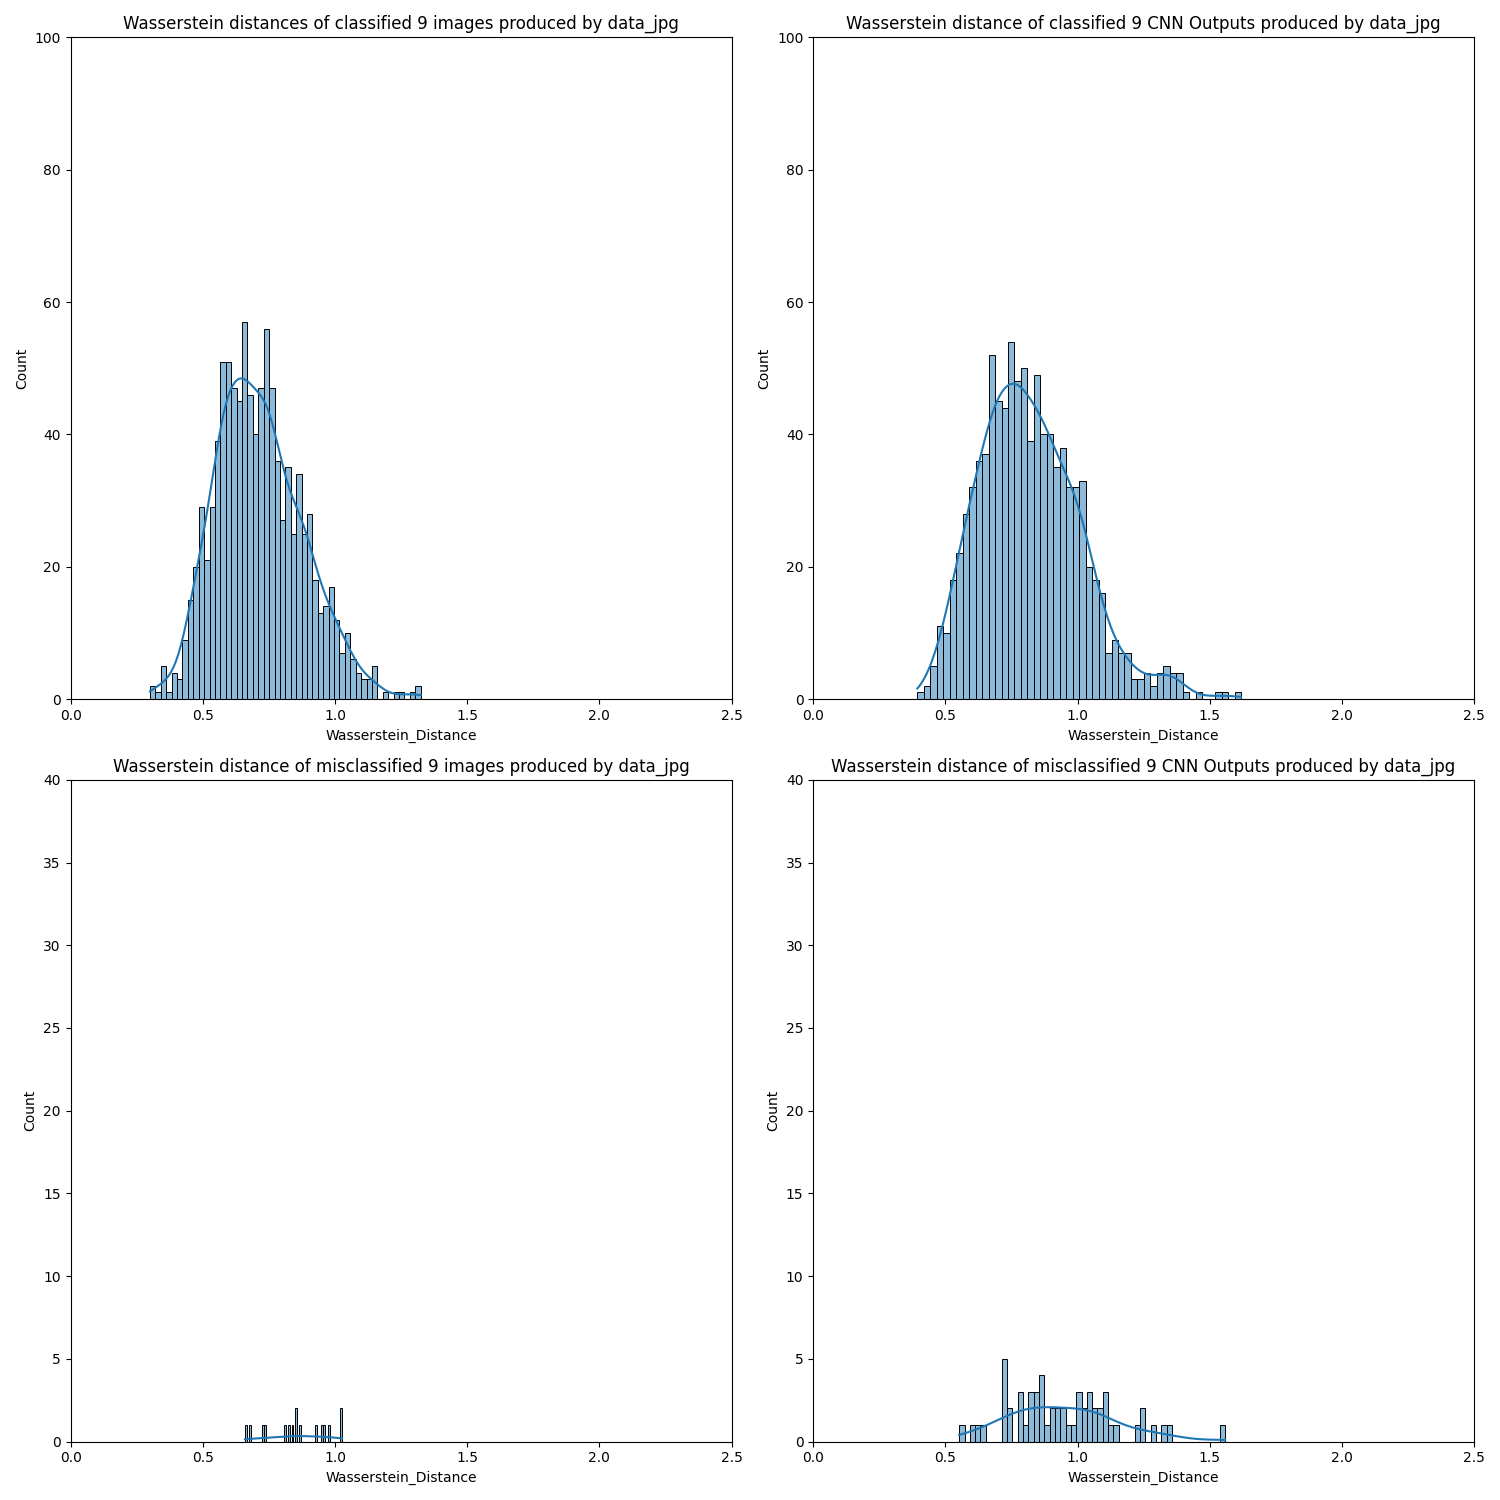 Wasserstein distances of classified 9 images produced by data_jpg
100
80
60
40
20
0
Count
0.0 0.5 1.0 1.5 2.0 2.5
Wasserstein_Distance
Wasserstein distance of classified 9 CNN Outputs produced by data_jpg
100
80
60
40
20
0
Count
0.0 0.5 1.0 1.5 2.0 2.5
Wasserstein_Distance
Wasserstein distance of misclassified 9 images produced by data_jpg
40
35
30
25
20
15
10
5
0
Count
0.0 0.5 1.0 1.5 2.0 2.5
Wasserstein_Distance
Wasserstein distance of misclassified 9 CNN Outputs produced by data_jpg
40
35
30
25
20
15
10
5
0
Count
0.0 0.5 1.0 1.5 2.0 2.5
Wasserstein_Distance